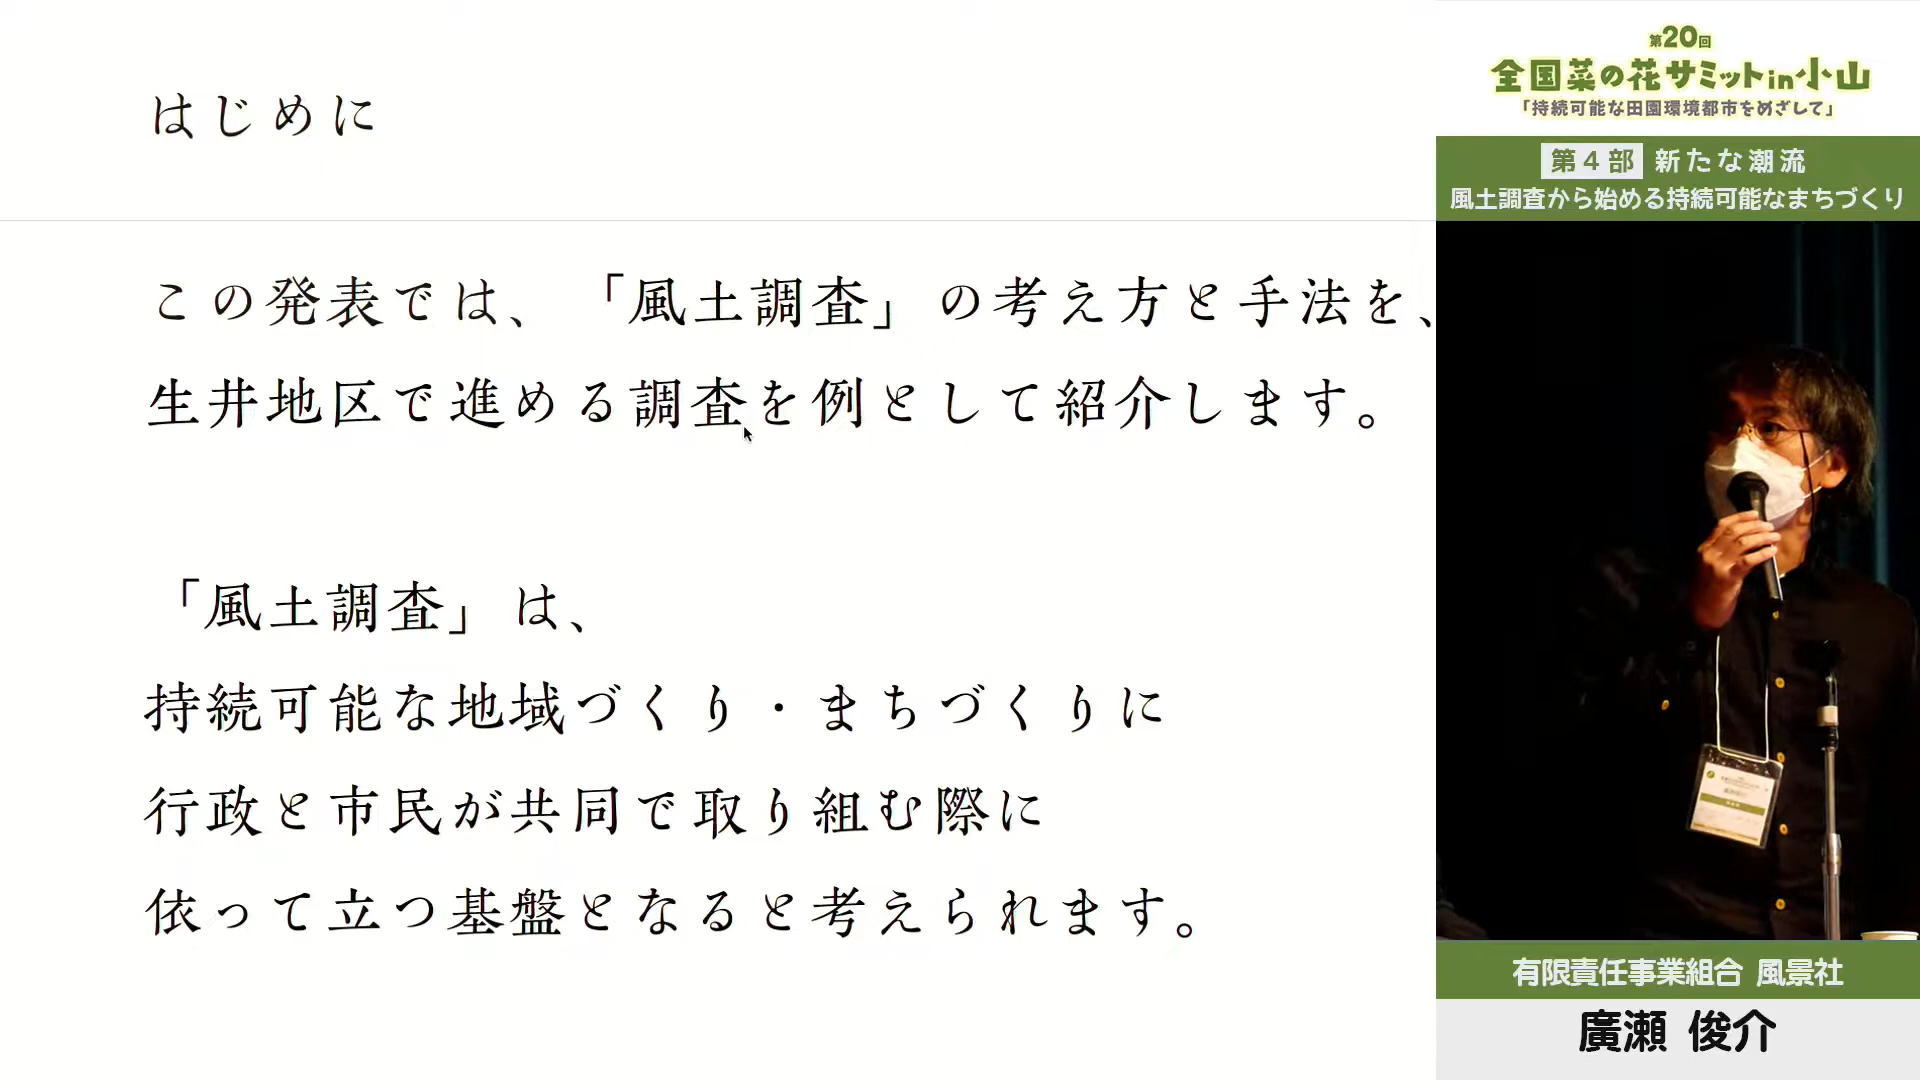 はじめに
この発表では、「風土調査」の考え方と手法を、
生井地区で進める調査を例として紹介します。
「風土調査」は、
持続可能な地域づくり・まちづくりに
行政と市民が共同で取り組む際に
依って立つ基盤となると考えられます。
第20回
全国菜の花サミットin小山
「持続可能な田園環境都市をめざして」
第4部 新たな潮流
風土調査から始める持続可能なまちづくり
有限責任事業組合 風景社
廣瀬 俊介